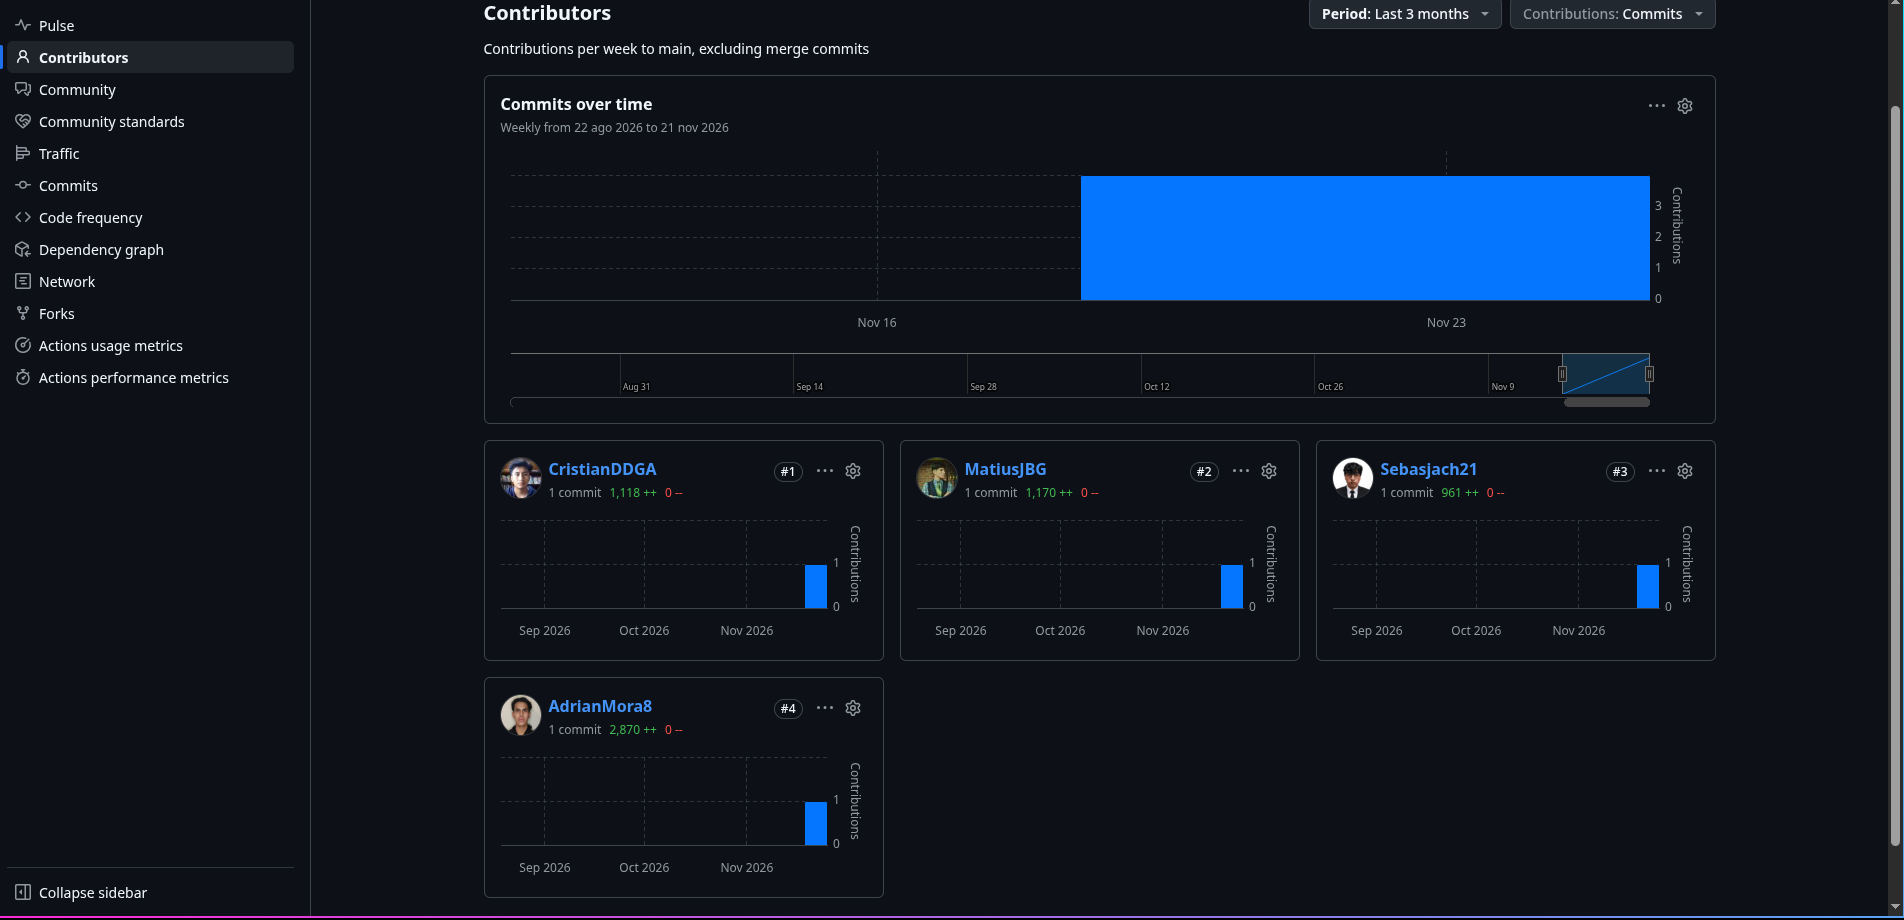 Pulse
Contributors
Community
Community standards
Traffic
Commits
Code frequency
Dependency graph
Network
Forks
Actions usage metrics
Actions performance metrics
Collapse sidebar
Contributors
Period: Last 3 months
Contributions: Commits
Contributions per week to main, excluding merge commits
Commits over time
Weekly from 22 ago 2026 to 21 nov 2026
3
2
1
0
Contributions
Nov 16 Nov 23
Aug 31 Sep 14 Sep 28 Oct 12 Oct 26 Nov 9
CristianDDGA #1
1 commit 1,118 ++ 0 --
1
0
Contributions
Sep 2026 Oct 2026 Nov 2026
MatiusJBG #2
1 commit 1,170 ++ 0 --
1
0
Contributions
Sep 2026 Oct 2026 Nov 2026
Sebasjach21 #3
1 commit 961 ++ 0 --
1
0
Contributions
Sep 2026 Oct 2026 Nov 2026
AdrianMora8 #4
1 commit 2,870 ++ 0 --
1
0
Contributions
Sep 2026 Oct 2026 Nov 2026